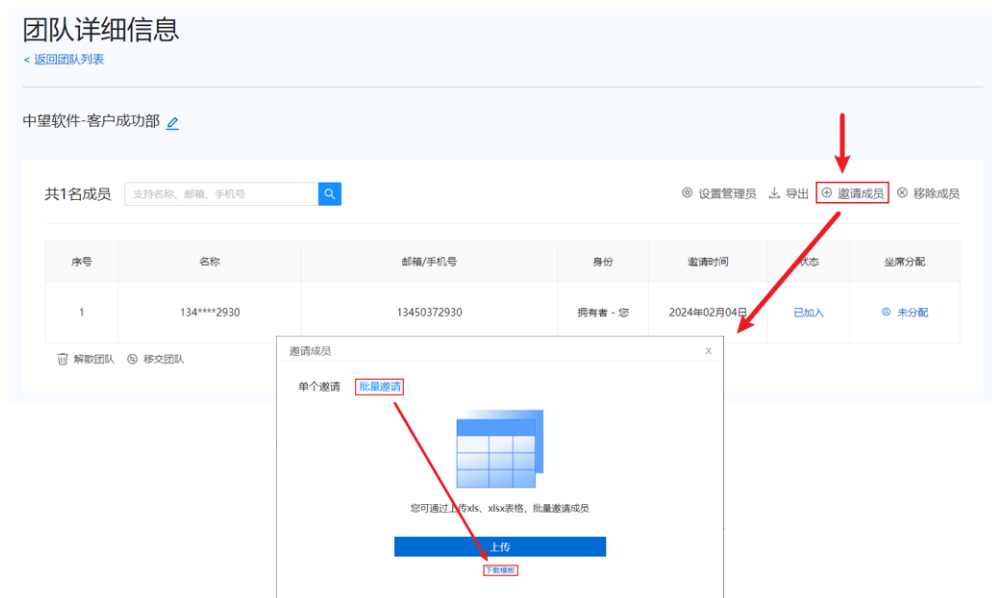 团队详细信息
< 返回团队列表
中望软件-客户成功部
共1名成员 支持名称、邮箱、手机号 设置管理员 导出 邀请成员 移除成员
序号 名称 邮箱/手机号 身份 邀请时间 状态 坐席分配
1 134****2930 13450372930 拥有者 - 您 2024年02月04日 已加入 未分配
解散团队 移交团队
邀请成员 x
单个邀请 批量邀请
您可通过上传xls、xlsx表格，批量邀请成员
上传
下载模板